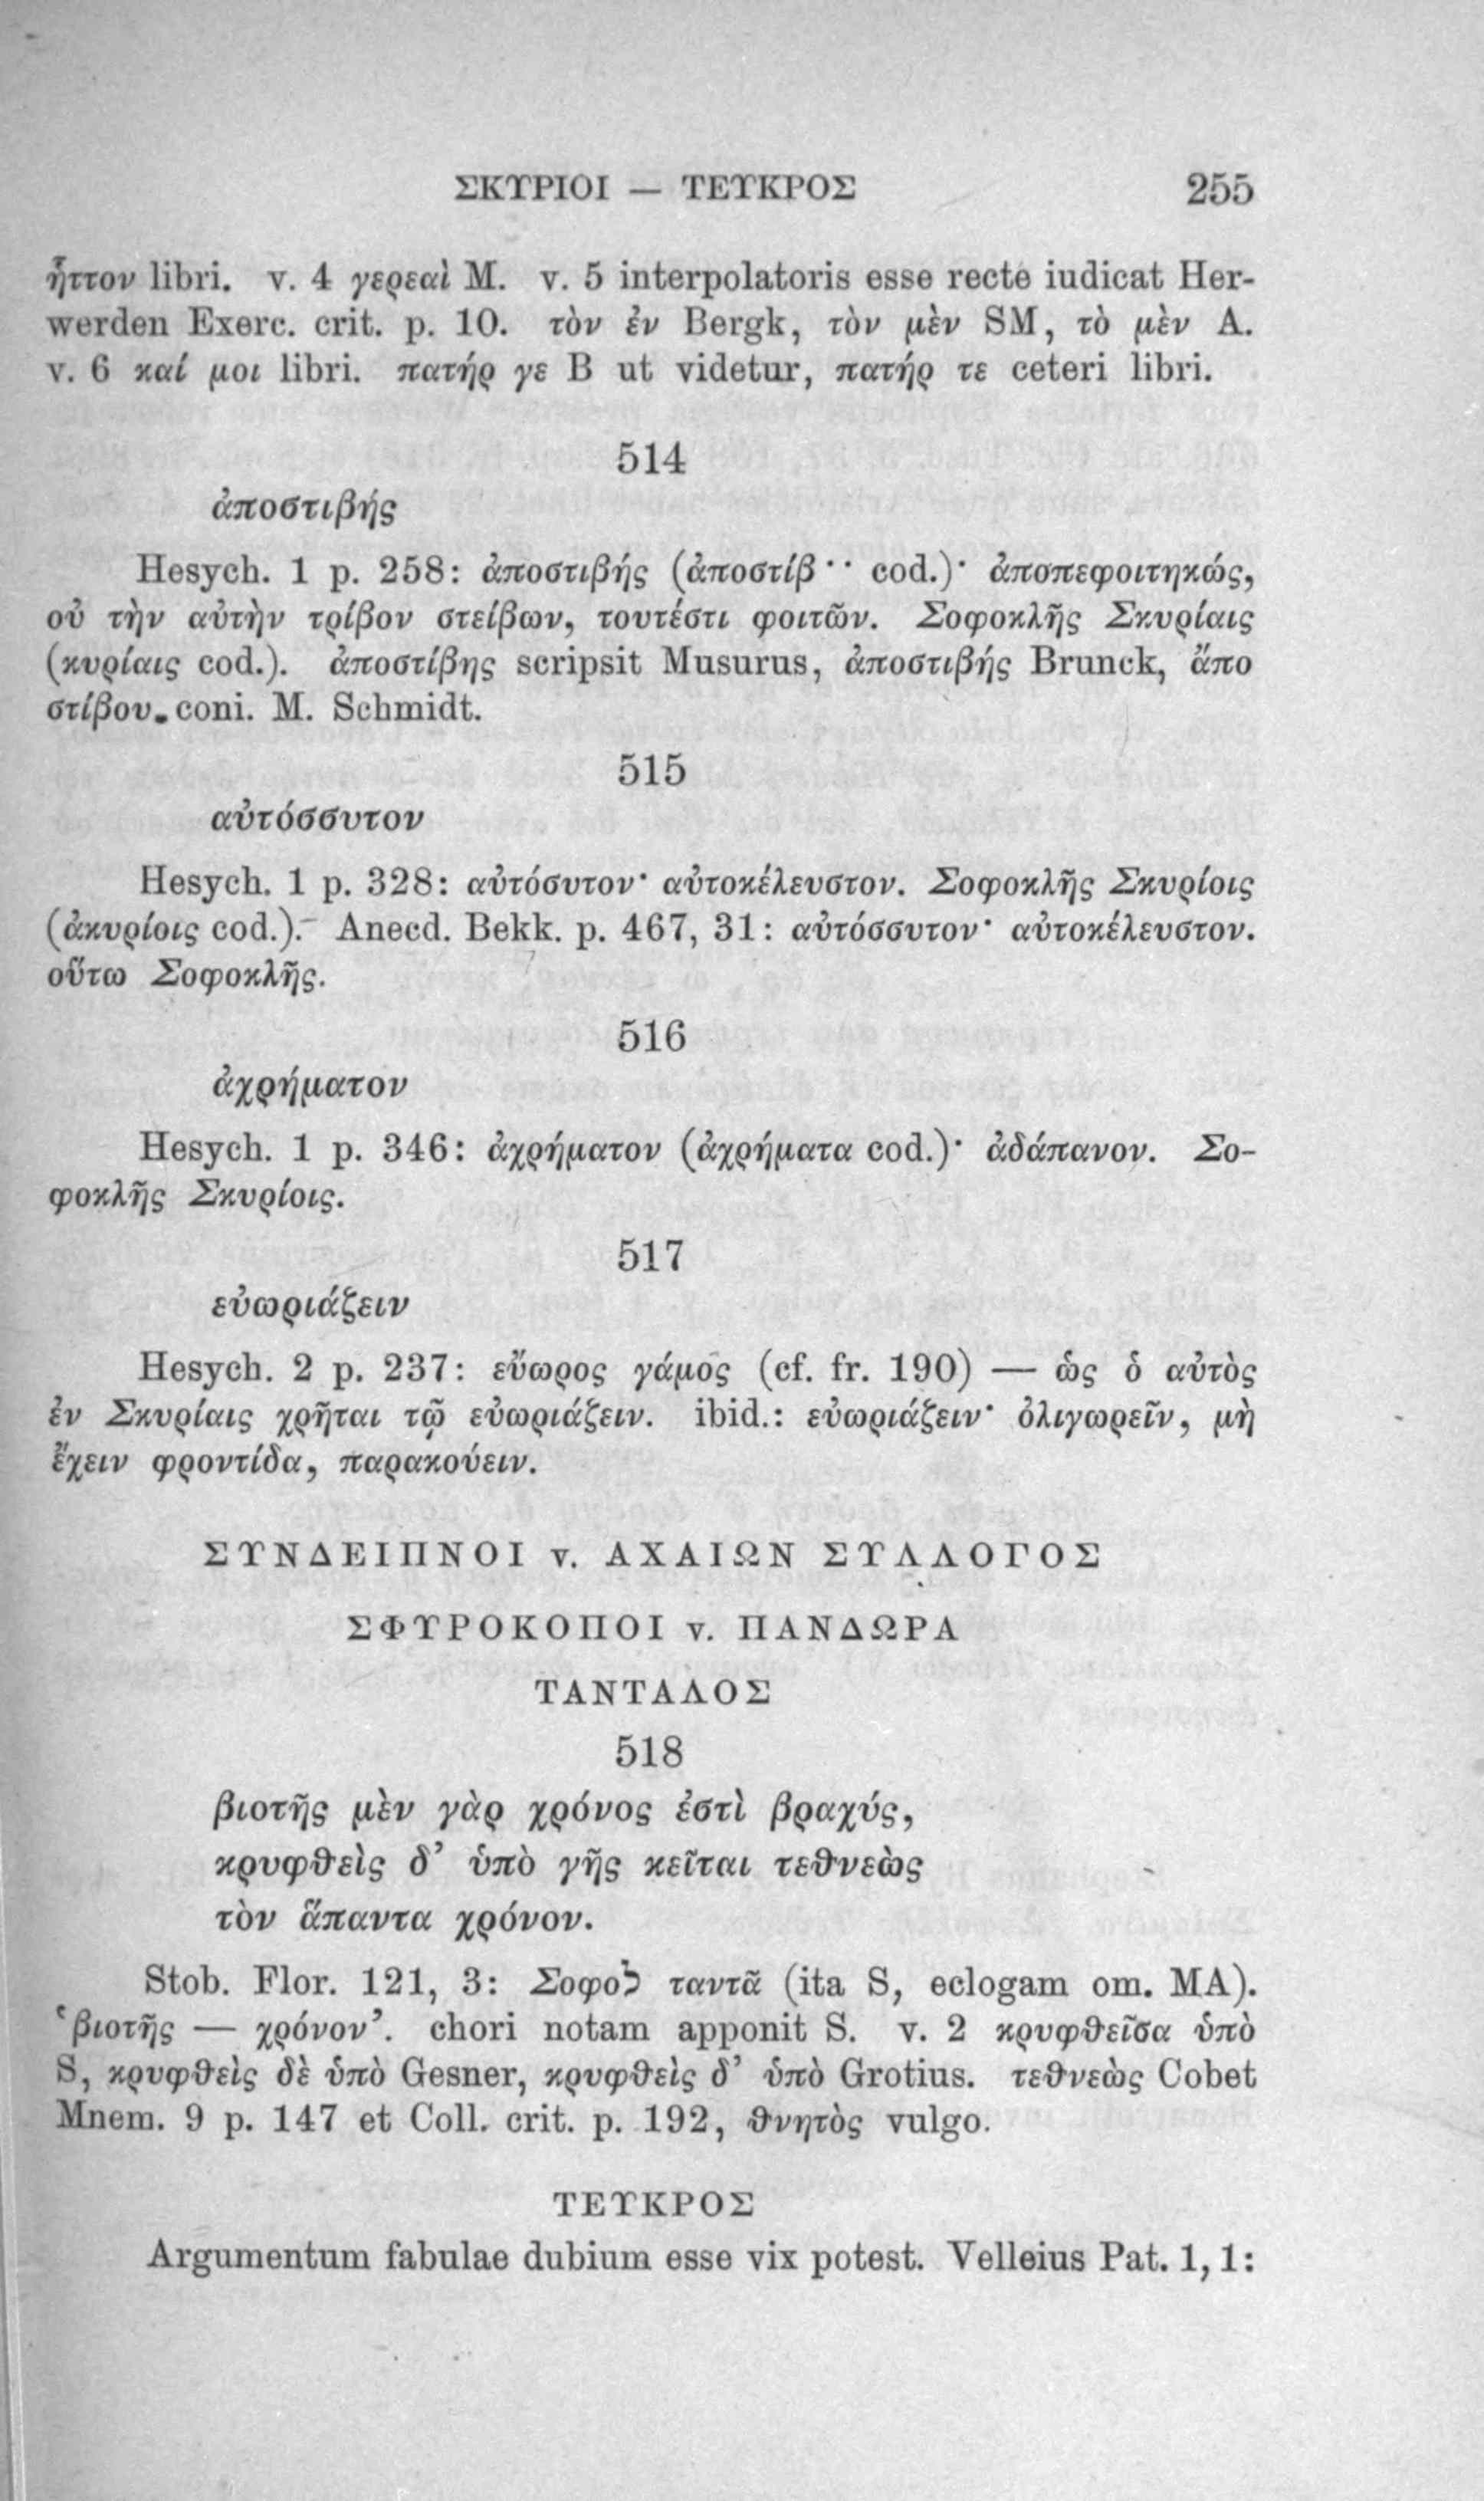 ΣΚΥΡΙΟΙ — ΤΕΥΚΡΟΣ 255
ἧττον libri. v. 4 γερεαὶ M. v. 5 interpolatoris esse recte iudicat Her-
werden Exerc. crit. p. 10. τὸν ἐν Bergk, τὸν μὲν SM, τὸ μὲν A.
v. 6 καί μοι libri. πατήρ γε B ut videtur, πατήρ τε ceteri libri.
514
ἀποστιβής
Hesych. 1 p. 258: ἀποστιβής (ἀποστίβ·· cod.)· ἀποπεφοιτηκώς,
οὐ τὴν αὐτὴν τρίβον στείβων, τουτέστι φοιτῶν. Σοφοκλῆς Σκυρίαις
(κυρίαις cod.). ἀποστίβης scripsit Musurus, ἀποστιβής Brunck, ἄπο
στίβου coni. M. Schmidt.
515
αὐτόσσυτον
Hesych. 1 p. 328: αὐτόσυτον· αὐτοκέλευστον. Σοφοκλῆς Σκυρίοις
(ἀκυρίοις cod.). Anecd. Bekk. p. 467, 31: αὐτόσσυτον· αὐτοκέλευστον.
οὕτω Σοφοκλῆς.
516
ἀχρήματον
Hesych. 1 p. 346: ἀχρήματον (ἀχρήματα cod.)· ἀδάπανον. Σο-
φοκλῆς Σκυρίοις.
517
εὐωριάζειν
Hesych. 2 p. 237: εὔωρος γάμος (cf. fr. 190) — ὡς ὁ αὐτὸς
ἐν Σκυρίαις χρῆται τῷ εὐωριάζειν. ibid.: εὐωριάζειν· ὀλιγωρεῖν, μὴ
ἔχειν φροντίδα, παρακούειν.
ΣΥΝΔΕΙΠΝΟΙ v. ΑΧΑΙΩΝ ΣΥΛΛΟΓΟΣ
ΣΦΥΡΟΚΟΠΟΙ v. ΠΑΝΔΩΡΑ
ΤΑΝΤΑΛΟΣ
518
βιοτῆς μὲν γὰρ χρόνος ἐστὶ βραχύς,
κρυφθεὶς δ’ ὑπὸ γῆς κεῖται τεθνεὼς
τὸν ἅπαντα χρόνον.
Stob. Flor. 121, 3: ταντᾶ (ita S, eclogam om. MA).
‘βιοτῆς — χρόνον’. chori notam apponit S. v. 2 κρυφθεῖσα ὑπὸ
S, κρυφθεὶς δὲ ὑπὸ Gesner, κρυφθεὶς δ’ ὑπὸ Grotius. τεθνεὼς Cobet
Mnem. 9 p. 147 et Coll. crit. p. 192, θνητὸς vulgo.
ΤΕΥΚΡΟΣ
Argumentum fabulae dubium esse vix potest. Velleius Pat. 1, 1: